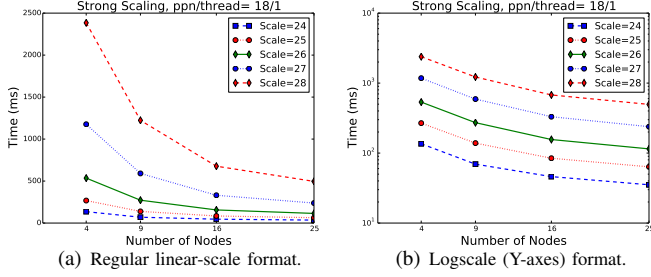 Strong Scaling, ppn/thread= 18/1
2500
2000
1500
1000
500
0
Time (ms)
4
9
16
25
Number of Nodes
Scale=24
Scale=25
Scale=26
Scale=27
Scale=28
(a) Regular linear-scale format.
Strong Scaling, ppn/thread= 18/1
10^4
10^3
10^2
10^1
Time (ms)
4
9
16
25
Number of Nodes
Scale=24
Scale=25
Scale=26
Scale=27
Scale=28
(b) Logscale (Y-axes) format.